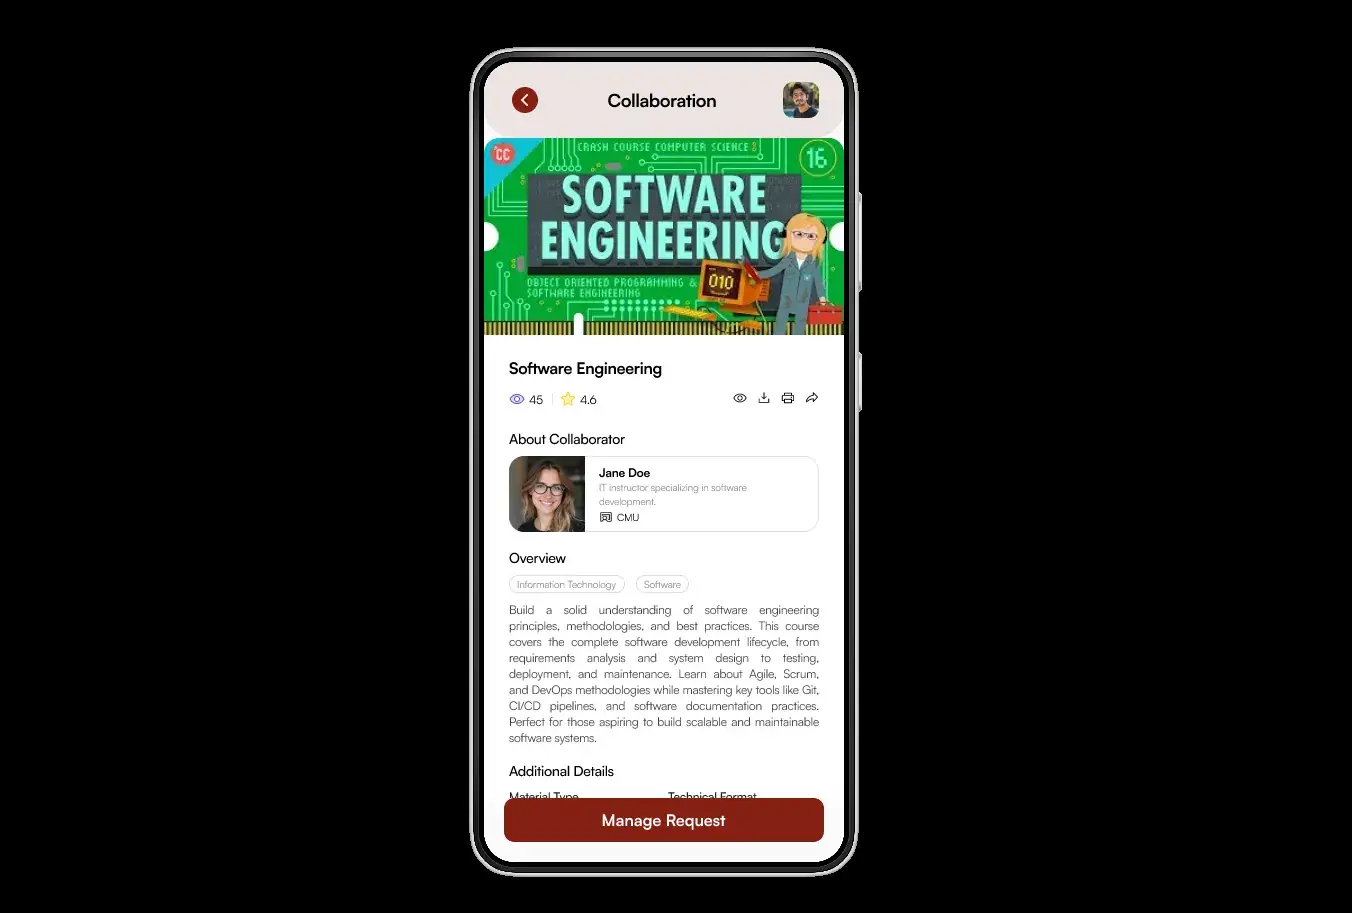 Collaboration
CC
CRASH COURSE COMPUTER SCIENCE
16
SOFTWARE
ENGINEERING
OBJECT ORIENTED PROGRAMMING &
SOFTWARE ENGINEERING
010
Software Engineering
45
4.6
About Collaborator
Jane Doe
IT instructor specializing in software
development.
CMU
Overview
Information Technology
Software
Build a solid understanding of software engineering
principles, methodologies, and best practices. This course
covers the complete software development lifecycle, from
requirements analysis and system design to testing,
deployment, and maintenance. Learn about Agile, Scrum,
and DevOps methodologies while mastering key tools like Git,
CI/CD pipelines, and software documentation practices.
Perfect for those aspiring to build scalable and maintainable
software systems.
Additional Details
Material Type
Technical Format
Manage Request